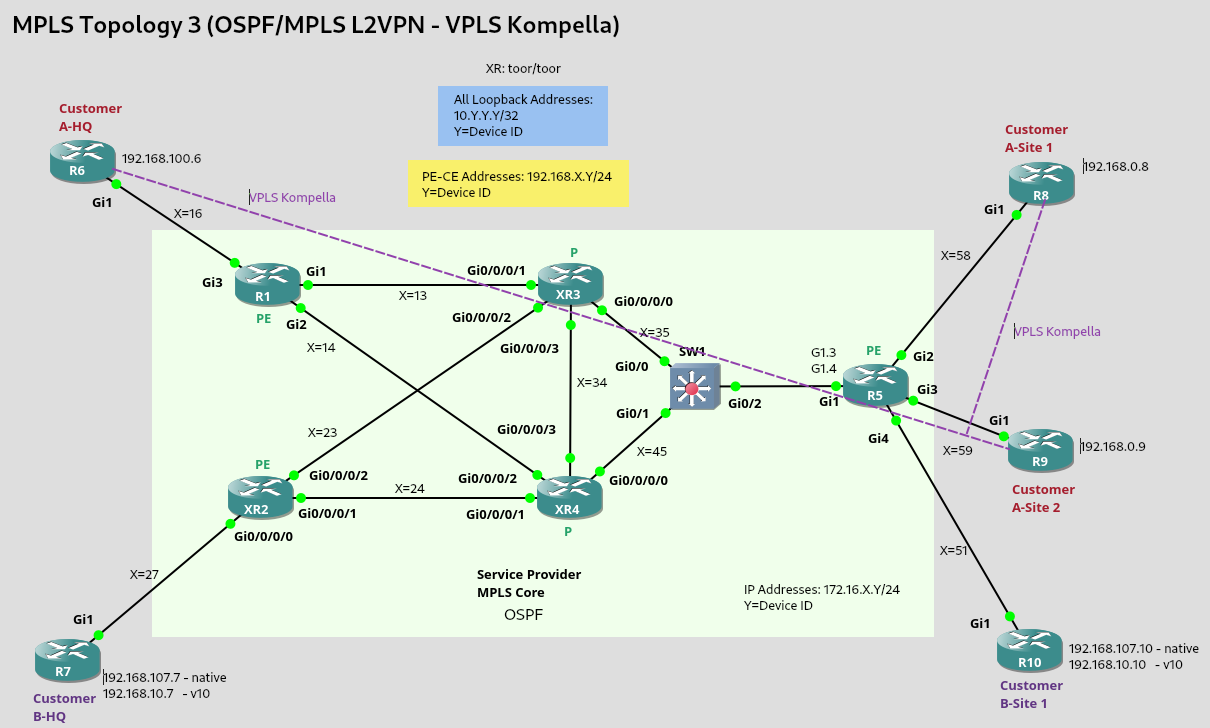 MPLS Topology 3 (OSPF/MPLS L2VPN - VPLS Kompella)
XR: toor/toor
All Loopback Addresses:
10.Y.Y.Y/32
Y=Device ID
PE-CE Addresses: 192.168.X.Y/24
Y=Device ID
Customer
A-HQ
R6
192.168.100.6
Gi1
X=16
VPLS Kompella
Customer
A-Site 1
R8
192.168.0.8
Gi1
X=58
VPLS Kompella
Gi3
R1
Gi1
PE
Gi2
X=13
X=14
P
Gi0/0/0/1
XR3
Gi0/0/0/0
Gi0/0/0/2
Gi0/0/0/3
X=35
SW1
Gi0/0
Gi0/1
Gi0/2
X=34
G1.3
G1.4
PE
Gi2
Gi1
R5
Gi3
Gi4
X=59
Gi1
R9
192.168.0.9
Customer
A-Site 2
X=23
Gi0/0/0/3
X=45
PE
Gi0/0/0/2
XR2
X=24
Gi0/0/0/1
Gi0/0/0/0
Gi0/0/0/2
XR4
Gi0/0/0/0
Gi0/0/0/1
P
X=51
X=27
Service Provider
MPLS Core
OSPF
IP Addresses: 172.16.X.Y/24
Y=Device ID
Gi1
R7
192.168.107.7 - native
192.168.10.7 - v10
Customer
B-HQ
Gi1
R10
192.168.107.10 - native
192.168.10.10 - v10
Customer
B-Site 1